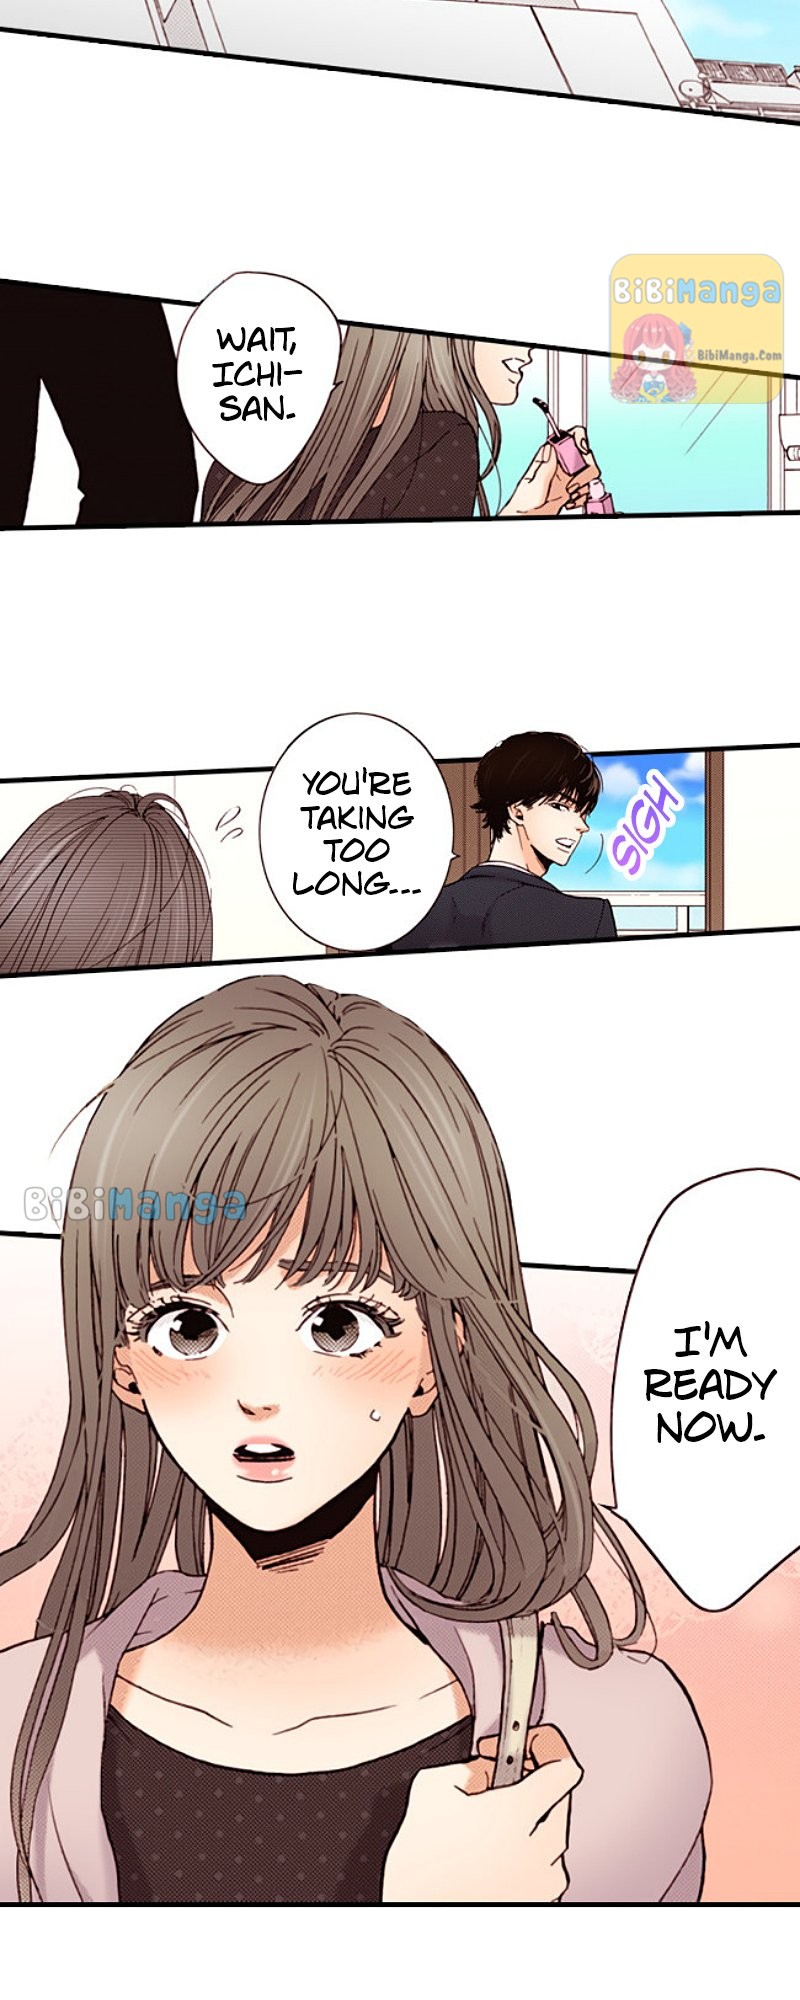 BiBiManga
BibiManga.Com
WAIT,
ICHI-
SAN.
YOU'RE
TAKING
TOO
LONG...
SIGH
BiBiManga
I'M
READY
NOW.